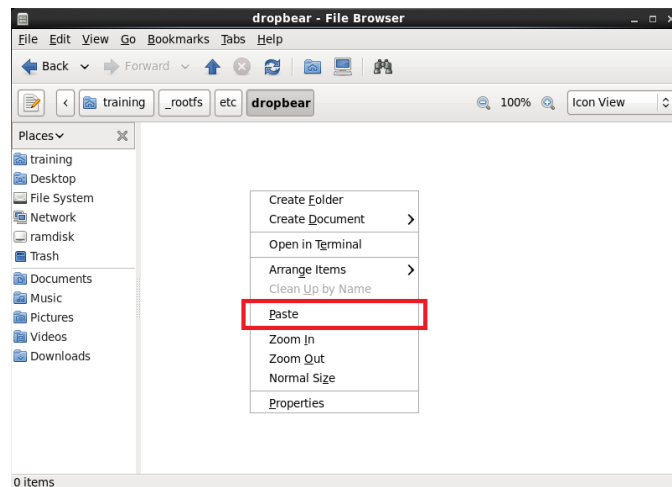 dropbear - File Browser
File Edit View Go Bookmarks Tabs Help
Back Forward
training _rootfs etc dropbear 100% Icon View
Places
training
Desktop
File System
Network
ramdisk
Trash
Documents
Music
Pictures
Videos
Downloads
Create Folder
Create Document
Open in Terminal
Arrange Items
Clean Up by Name
Paste
Zoom In
Zoom Out
Normal Size
Properties
0 items